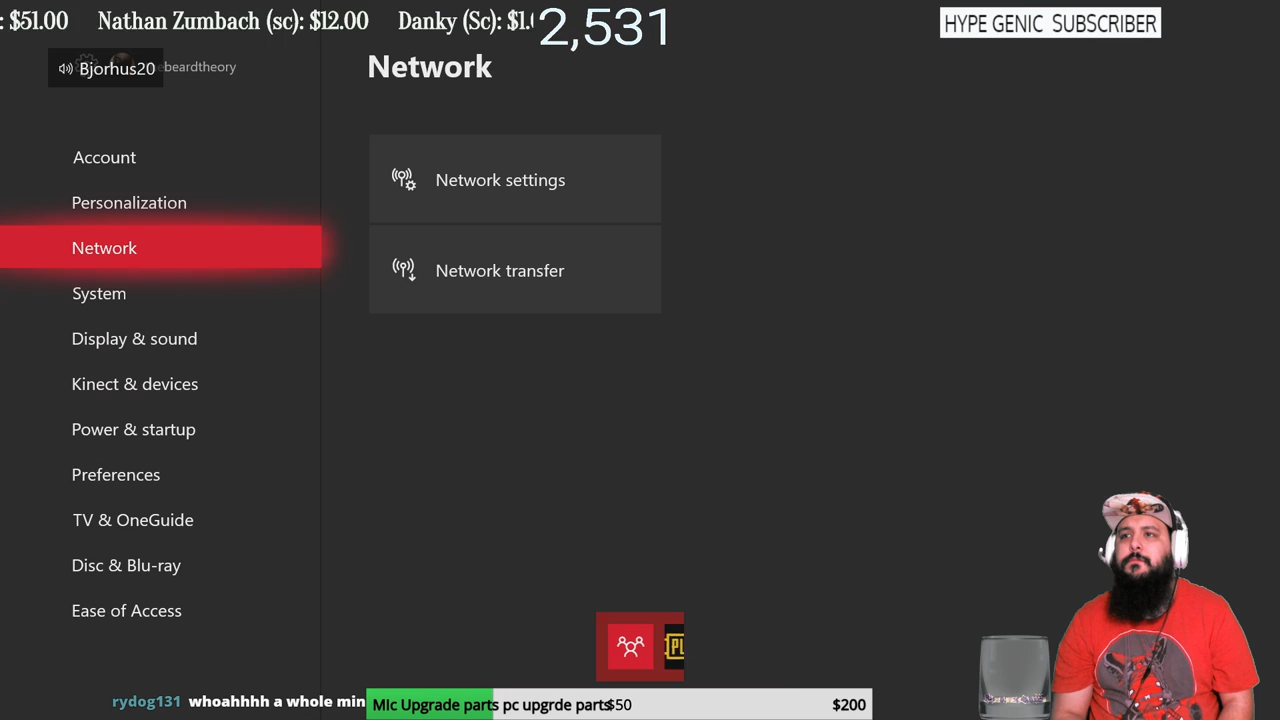 : $51.00 Nathan Zumbach (sc): $12.00 Danky (Sc): $1.
2,531
HYPE GENIC SUBSCRIBER
Bjorhus20
beardtheory
Network
Account
Personalization
Network
System
Display & sound
Kinect & devices
Power & startup
Preferences
TV & OneGuide
Disc & Blu-ray
Ease of Access
Network settings
Network transfer
rydog131 whoahhhh a whole min
MIc Upgrade parts pc upgrde parts $50 $200